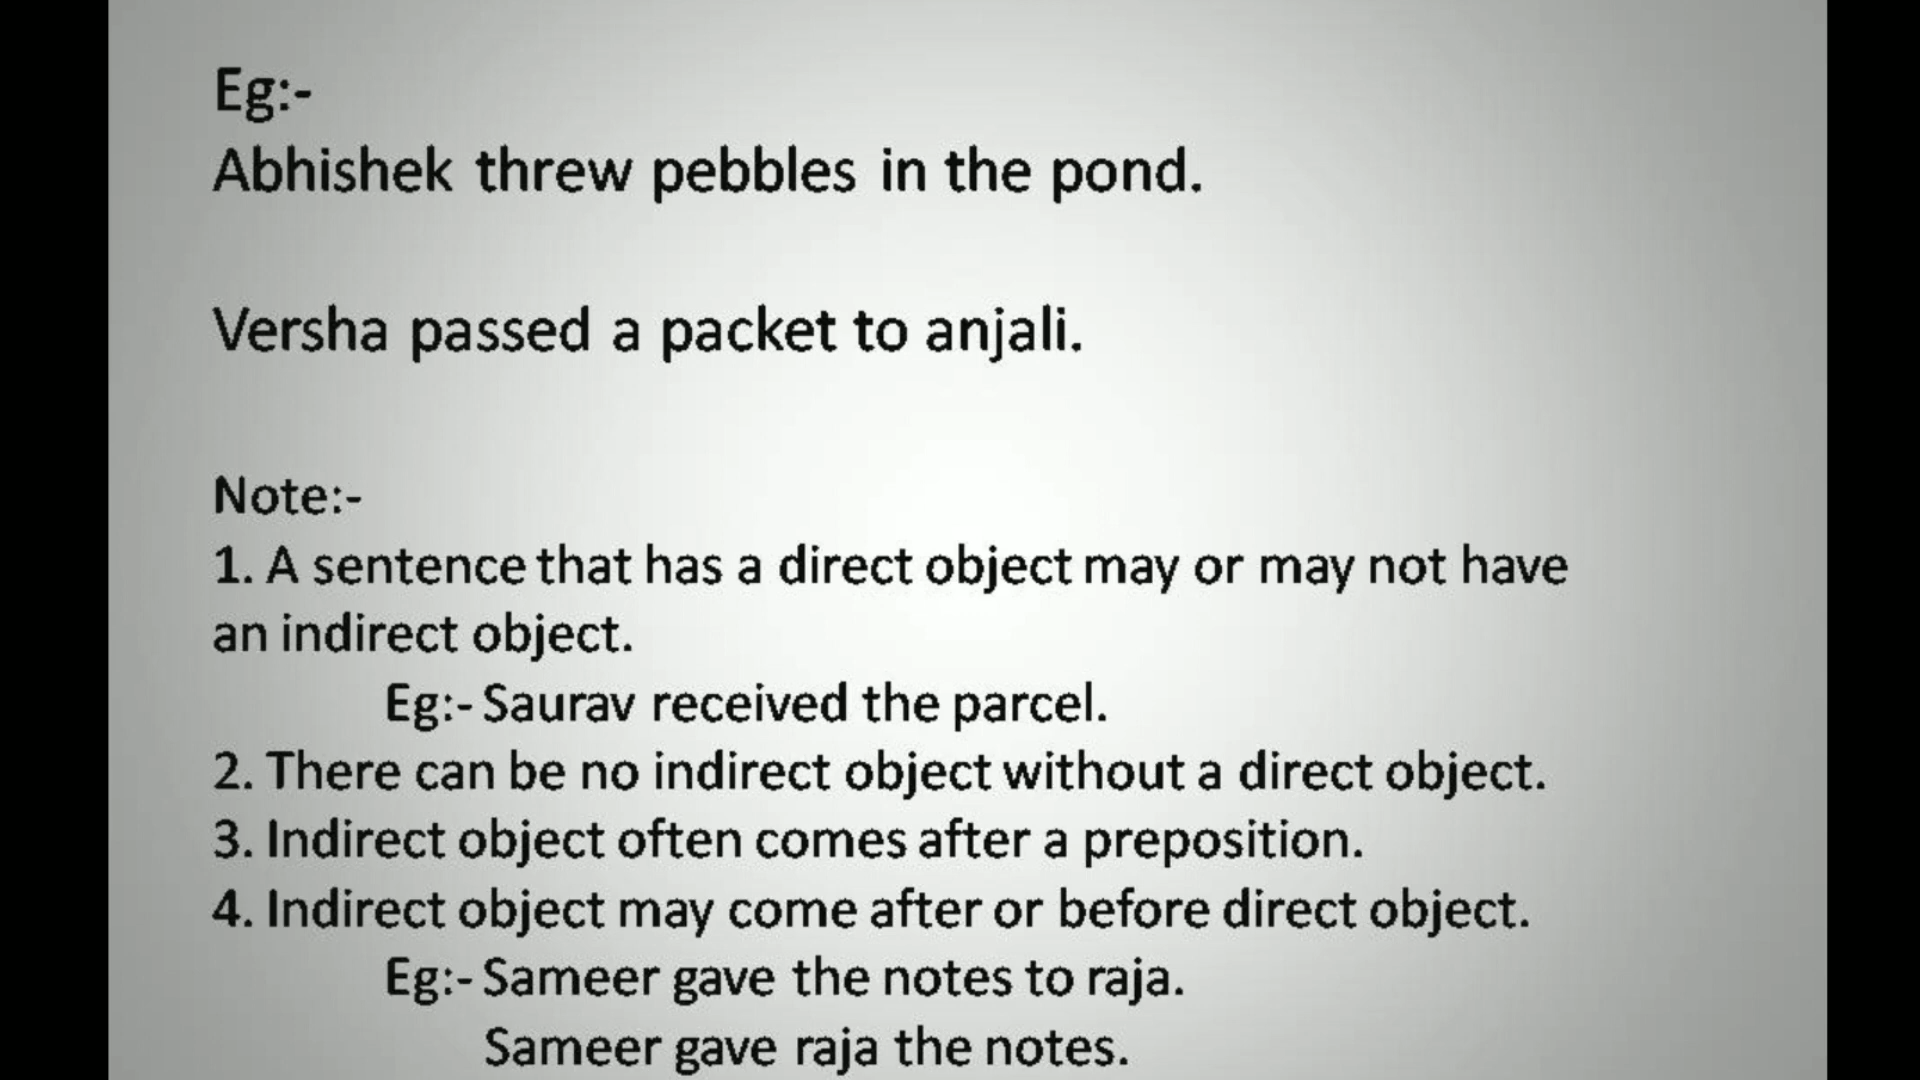 Eg:-
Abhishek threw pebbles in the pond.
Versha passed a packet to anjali.
Note:-
1. A sentence that has a direct object may or may not have
an indirect object.
Eg:- Saurav received the parcel.
2. There can be no indirect object without a direct object.
3. Indirect object often comes after a preposition.
4. Indirect object may come after or before direct object.
Eg:- Sameer gave the notes to raja.
Sameer gave raja the notes.